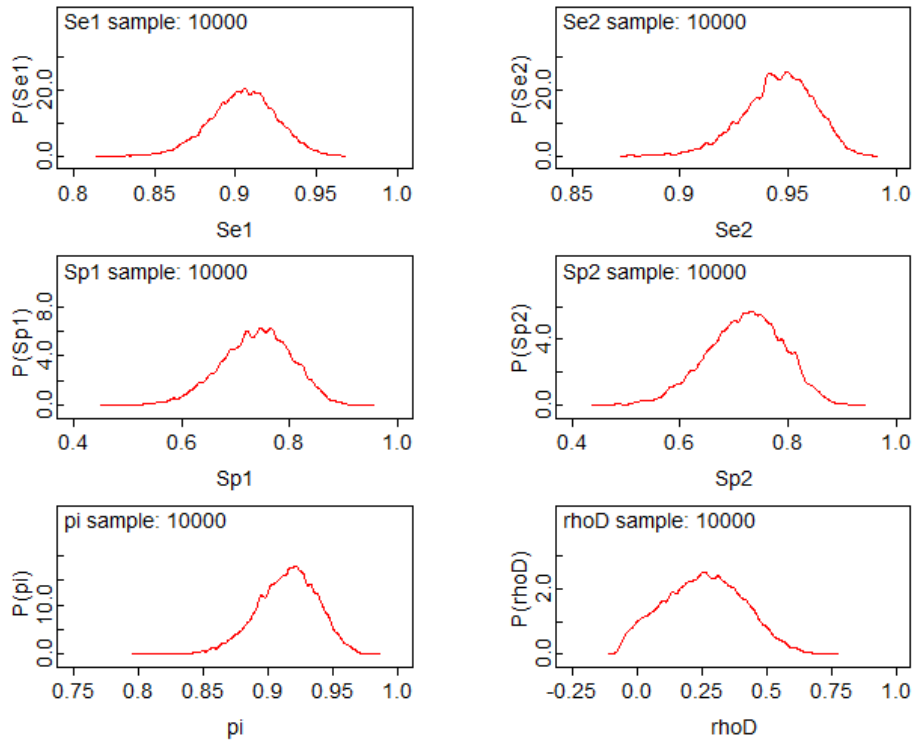 Se1 sample: 10000
P(Se1)
0.0 20.0
0.8 0.85 0.9 0.95 1.0
Se1
Se2 sample: 10000
P(Se2)
0.0 20.0
0.85 0.9 0.95 1.0
Se2
Sp1 sample: 10000
P(Sp1)
0.0 4.0 8.0
0.4 0.6 0.8 1.0
Sp1
Sp2 sample: 10000
P(Sp2)
0.0 4.0
0.4 0.6 0.8 1.0
Sp2
pi sample: 10000
P(pi)
0.0 10.0
0.75 0.8 0.85 0.9 0.95 1.0
pi
rhoD sample: 10000
P(rhoD)
0.0 2.0
-0.25 0.0 0.25 0.5 0.75 1.0
rhoD